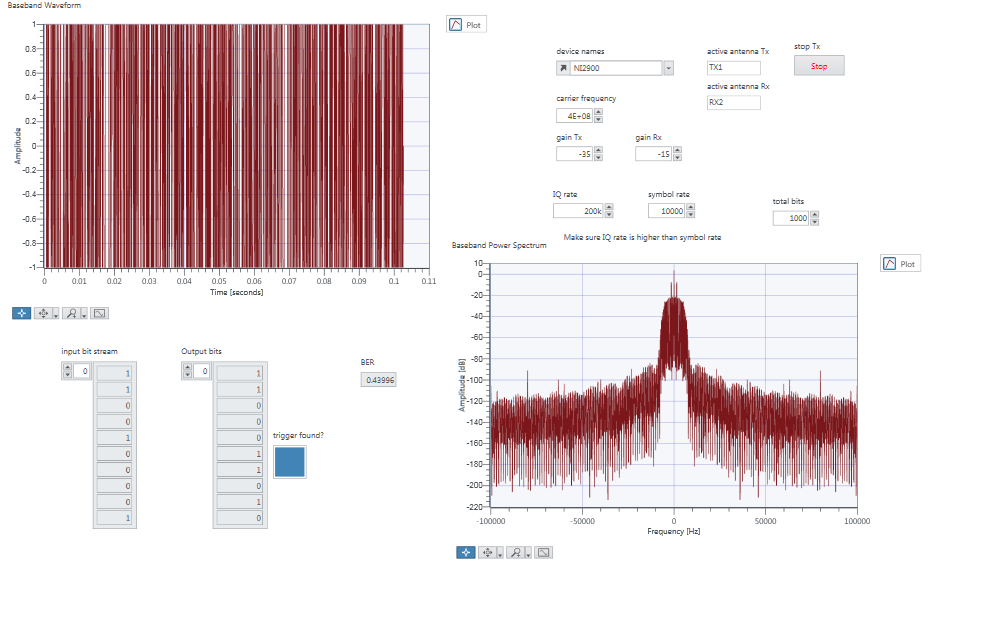 Baseband Waveform
Plot
1
0.8
0.6
0.4
0.2
0
-0.2
-0.4
-0.6
-0.8
-1
Amplitude
0 0.01 0.02 0.03 0.04 0.05 0.06 0.07 0.08 0.09 0.1 0.11
Time [seconds]
device names
NI2900
active antenna Tx
TX1
stop Tx
Stop
active antenna Rx
RX2
carrier frequency
4E+08
gain Tx
-35
gain Rx
-15
IQ rate
200k
symbol rate
10000
total bits
1000
Make sure IQ rate is higher than symbol rate
Baseband Power Spectrum
Plot
10
0
-20
-40
-60
-80
-100
-120
-140
-160
-180
-200
-220
Amplitude [dB]
-100000 -50000 0 50000 100000
Frequency [Hz]
input bit stream
0
1
1
0
0
1
0
0
0
0
1
Output bits
0
1
1
0
0
0
1
1
0
1
0
trigger found?
BER
0.43996